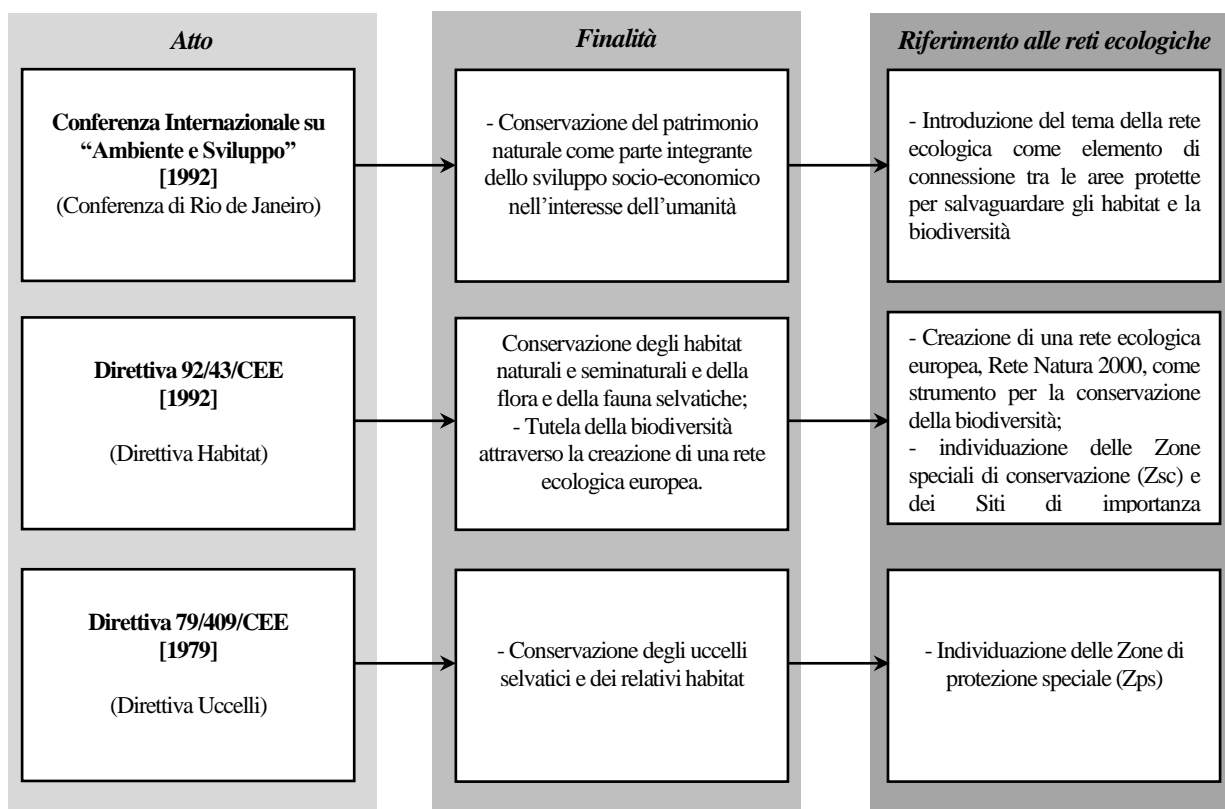 Atto
Finalità
Riferimento alle reti ecologiche
Conferenza Internazionale su
“Ambiente e Sviluppo”
[1992]
(Conferenza di Rio de Janeiro)
- Conservazione del patrimonio
naturale come parte integrante
dello sviluppo socio-economico
nell’interesse dell’umanità
- Introduzione del tema della rete
ecologica come elemento di
connessione tra le aree protette
per salvaguardare gli habitat e la
biodiversità
Direttiva 92/43/CEE
[1992]
(Direttiva Habitat)
Conservazione degli habitat
naturali e seminaturali e della
flora e della fauna selvatiche;
- Tutela della biodiversità
attraverso la creazione di una rete
ecologica europea.
- Creazione di una rete ecologica
europea, Rete Natura 2000, come
strumento per la conservazione
della biodiversità;
- individuazione delle Zone
speciali di conservazione (Zsc) e
dei Siti di importanza
Direttiva 79/409/CEE
[1979]
(Direttiva Uccelli)
- Conservazione degli uccelli
selvatici e dei relativi habitat
- Individuazione delle Zone di
protezione speciale (Zps)